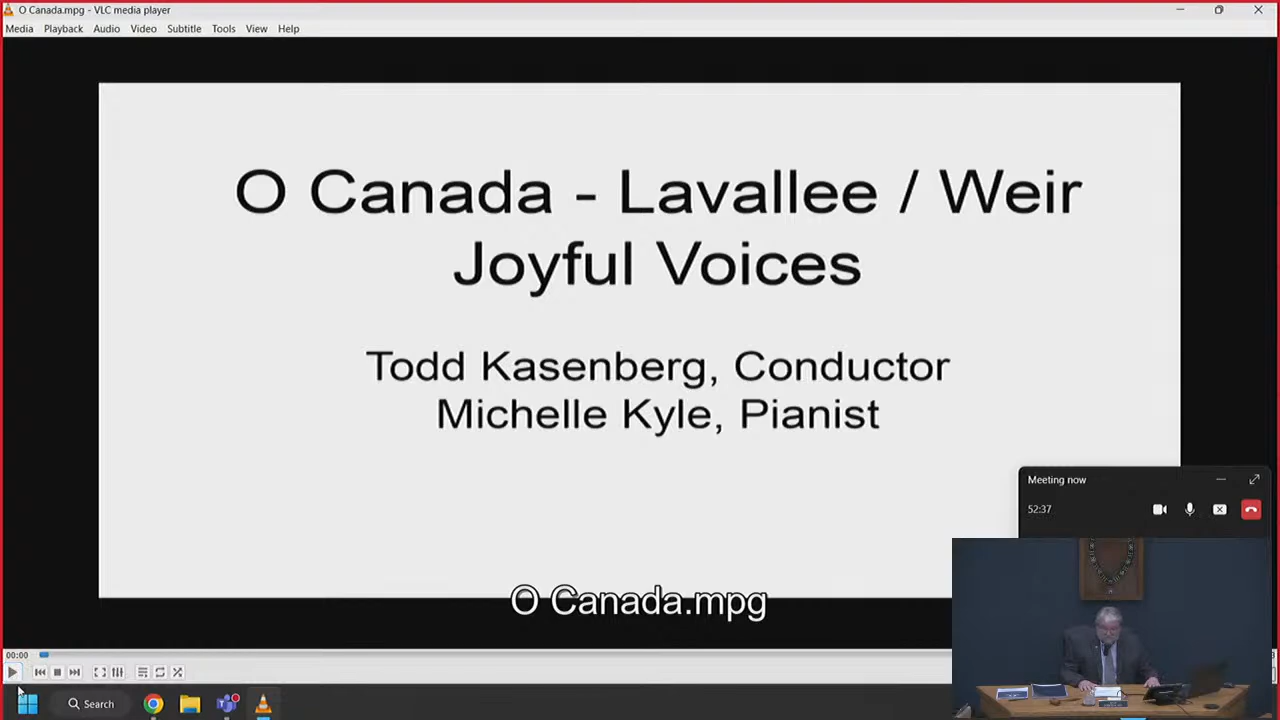 O Canada.mpg - VLC media player
Media Playback Audio Video Subtitle Tools View Help
O Canada - Lavallee / Weir
Joyful Voices
Todd Kasenberg, Conductor
Michelle Kyle, Pianist
Meeting now
52:37
O Canada.mpg
00:00
Search